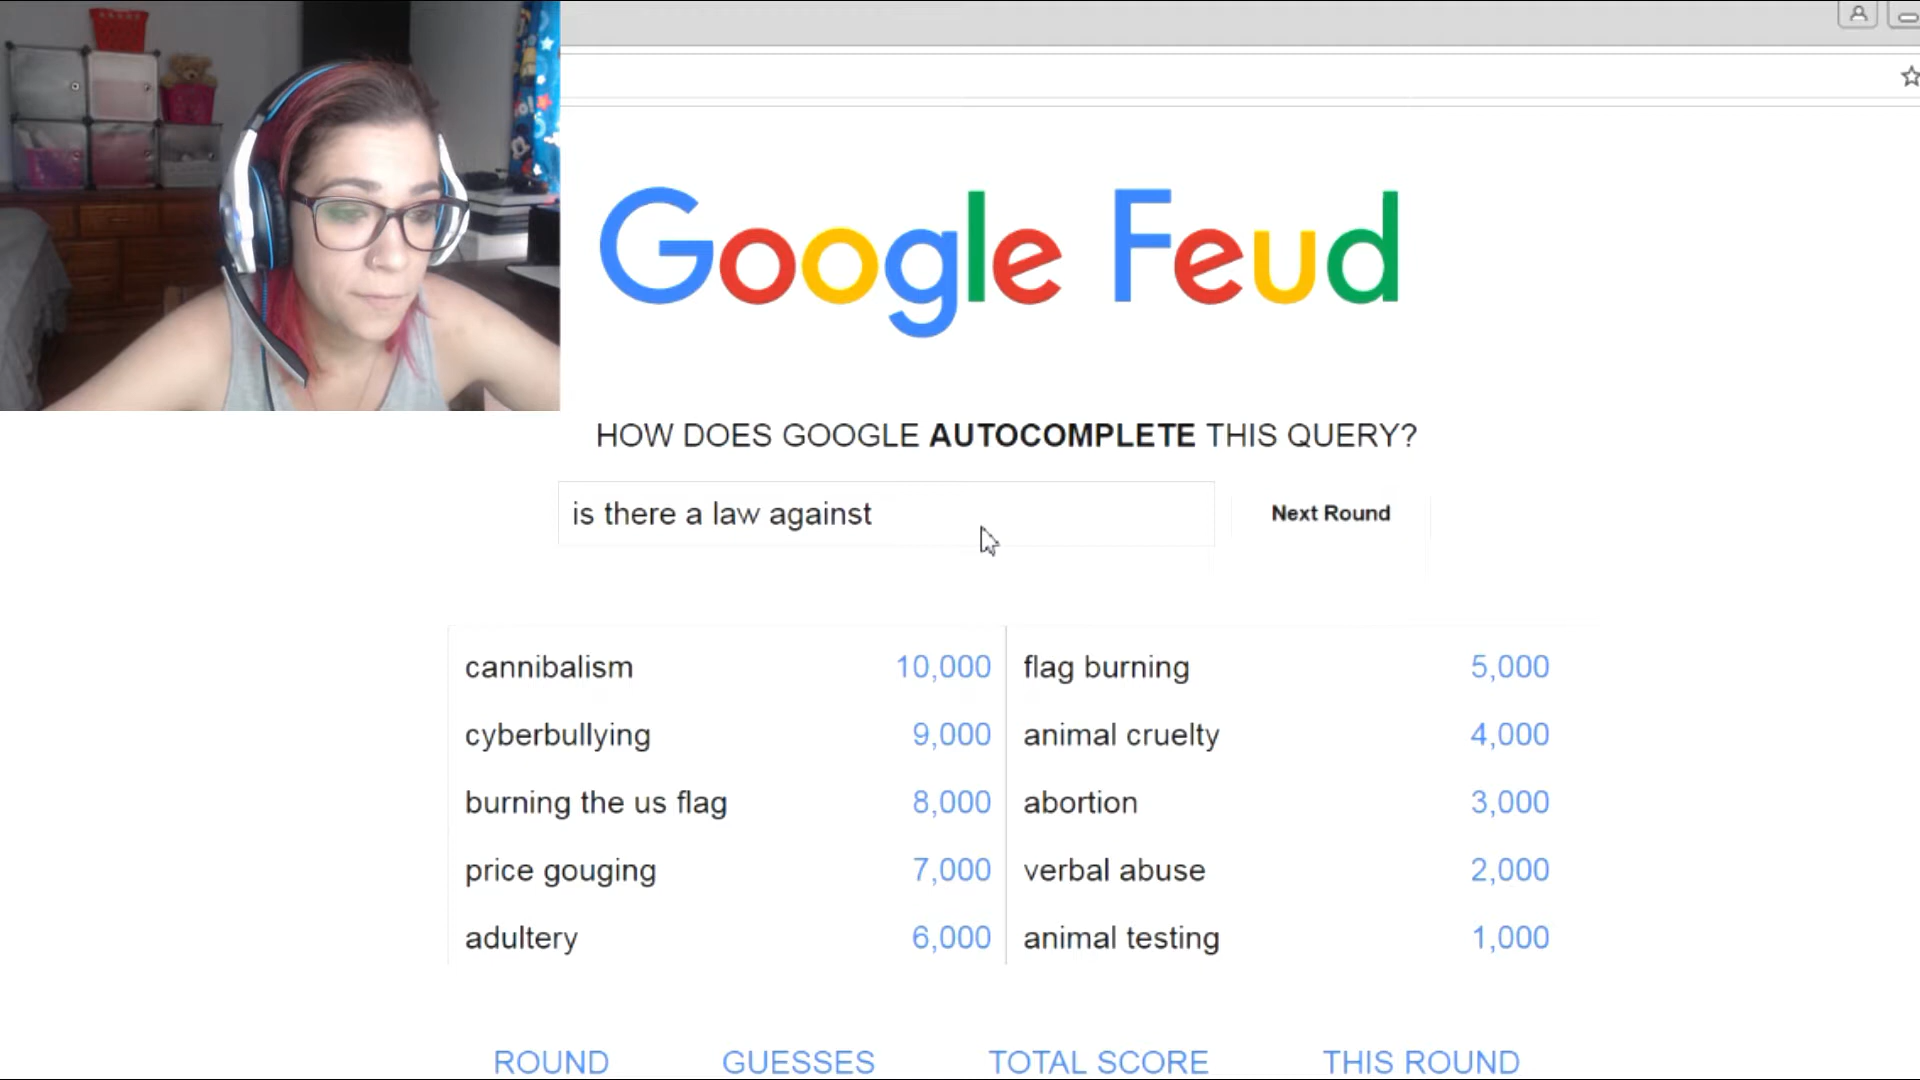 Google Feud
HOW DOES GOOGLE AUTOCOMPLETE THIS QUERY?
is there a law against
Next Round
cannibalism 10,000
cyberbullying 9,000
burning the us flag 8,000
price gouging 7,000
adultery 6,000
flag burning 5,000
animal cruelty 4,000
abortion 3,000
verbal abuse 2,000
animal testing 1,000
ROUND GUESSES TOTAL SCORE THIS ROUND